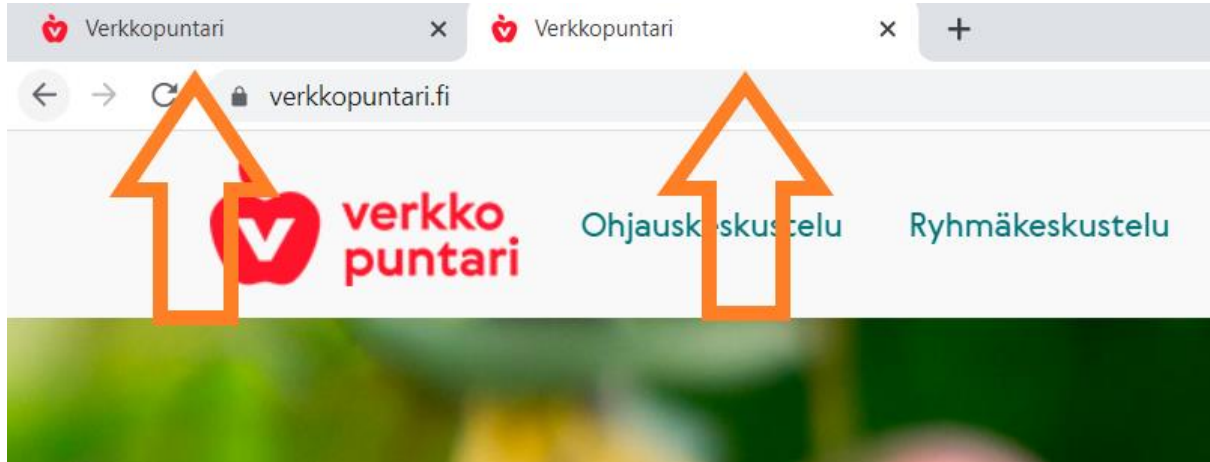 Verkkopuntari Verkkopuntari
verkkopuntari.fi
verkko
puntari
Ohjauskeskustelu Ryhmäkeskustelu